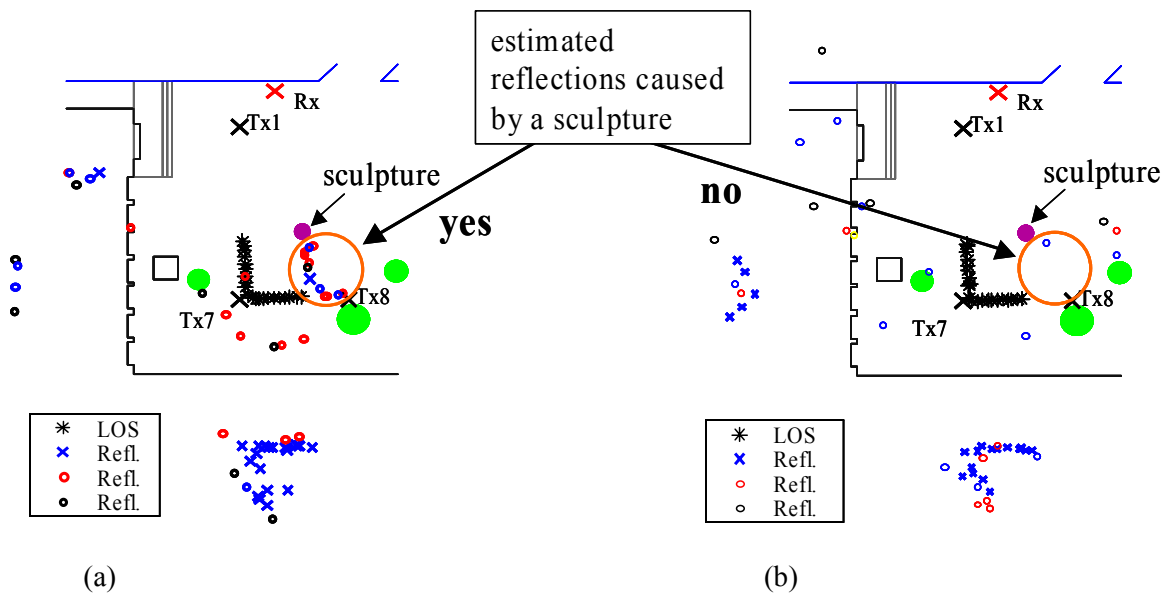 estimated
reflections caused
by a sculpture
Rx
Tx1
sculpture
yes
Tx7
Tx8
LOS
Refl.
Refl.
Refl.
(a)
Rx
Tx1
sculpture
no
Tx7
Tx8
LOS
Refl.
Refl.
Refl.
(b)